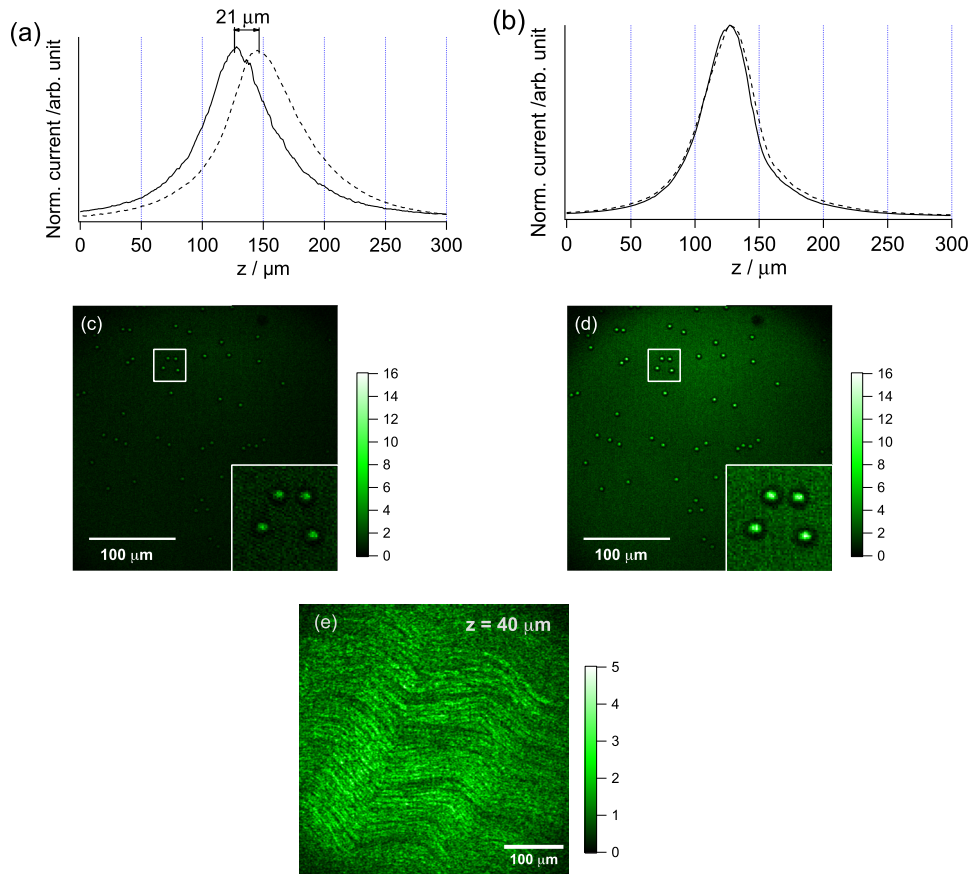 (a)
21 μm
Norm. current /arb. unit
0 50 100 150 200 250 300
z / μm
(b)
Norm. current /arb. unit
0 50 100 150 200 250 300
z / μm
(c)
100 μm
16
14
12
10
8
6
4
2
0
(d)
100 μm
16
14
12
10
8
6
4
2
0
(e)
z = 40 μm
100 μm
5
4
3
2
1
0